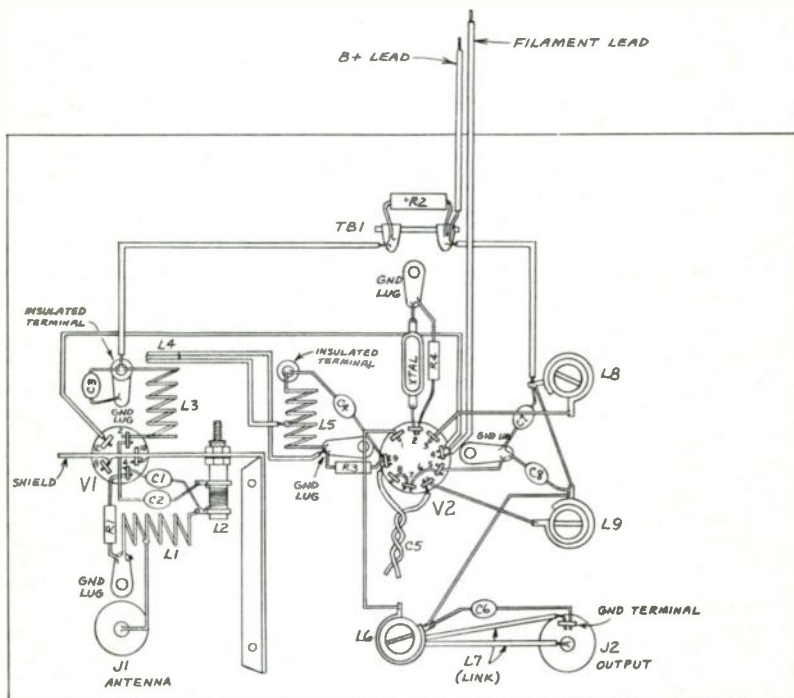 B+ LEAD
FILAMENT LEAD
R2
TB1
GND
LUG
INSULATED
TERMINAL
L4
INSULATED
TERMINAL
XTAL
R4
C3
L3
GND
LUG
C4
L5
L8
C7
GND LUG
C8
SHIELD
V1
C1
C2
R3
GND
LUG
V2
L9
R1
L1
L2
C5
GND
LUG
J1
ANTENNA
L6
C6
GND TERMINAL
L7
(LINK)
J2
OUTPUT